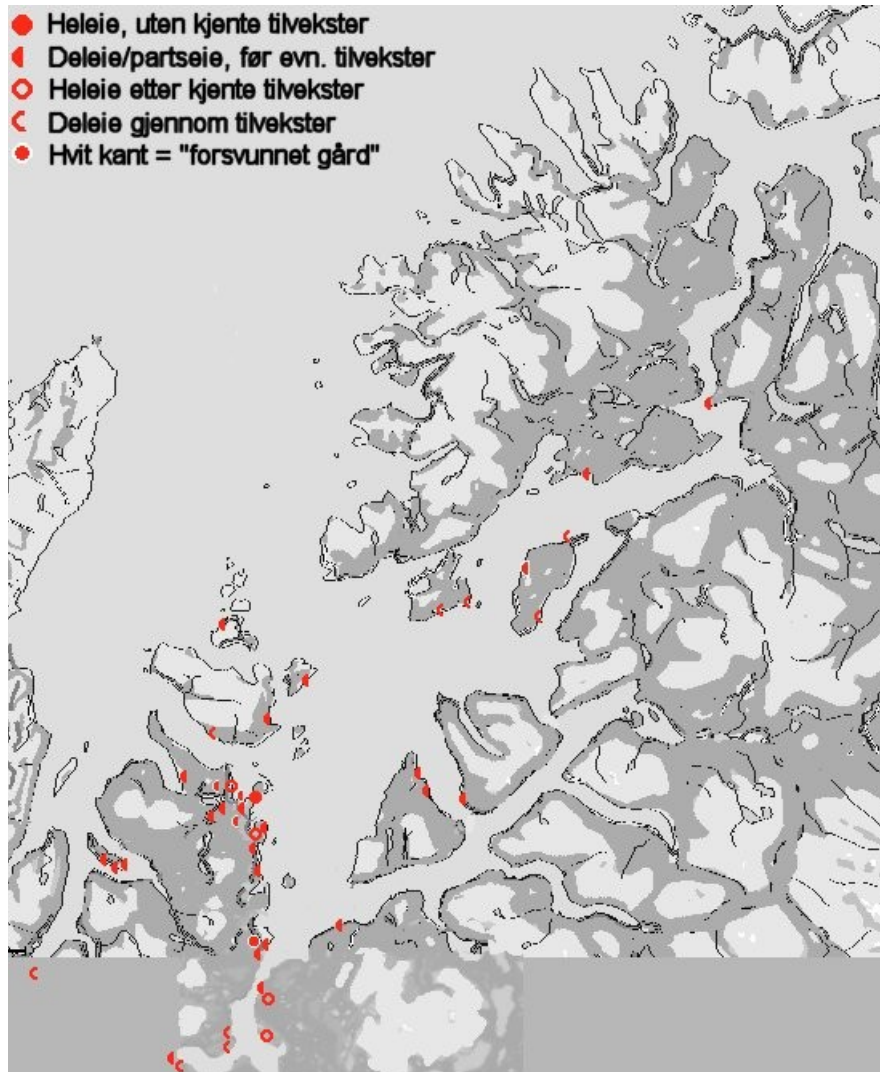 Heleie, uten kjente tilvekster
Deleie/partseie, før evn. tilvekster
Heleie etter kjente tilvekster
Deleie gjennom tilvekster
Hvit kant = "forsvunnet gård"